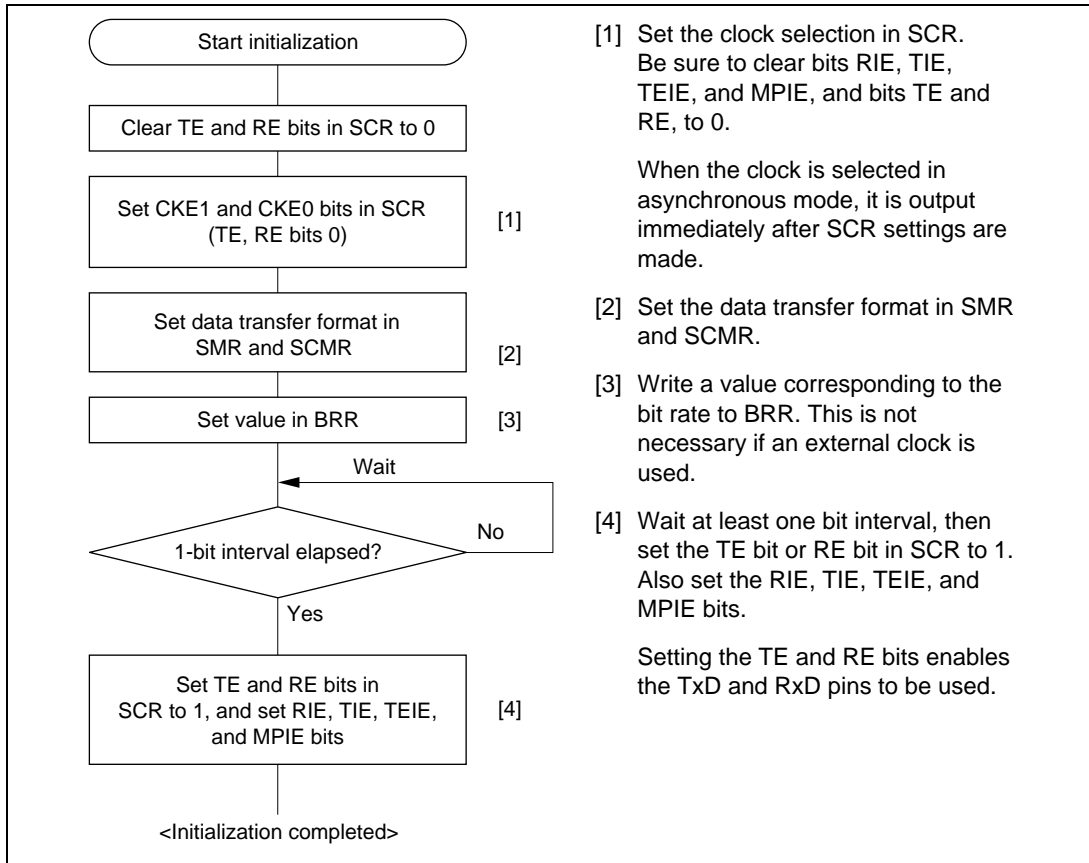 Start initialization
Clear TE and RE bits in SCR to 0
Set CKE1 and CKE0 bits in SCR
(TE, RE bits 0)
[1]
Set data transfer format in
SMR and SCMR
[2]
Set value in BRR
[3]
Wait
1-bit interval elapsed?
No
Yes
Set TE and RE bits in
SCR to 1, and set RIE, TIE, TEIE,
and MPIE bits
[4]
<Initialization completed>
[1] Set the clock selection in SCR.
Be sure to clear bits RIE, TIE,
TEIE, and MPIE, and bits TE and
RE, to 0.
When the clock is selected in
asynchronous mode, it is output
immediately after SCR settings are
made.
[2] Set the data transfer format in SMR
and SCMR.
[3] Write a value corresponding to the
bit rate to BRR. This is not
necessary if an external clock is
used.
[4] Wait at least one bit interval, then
set the TE bit or RE bit in SCR to 1.
Also set the RIE, TIE, TEIE, and
MPIE bits.
Setting the TE and RE bits enables
the TxD and RxD pins to be used.